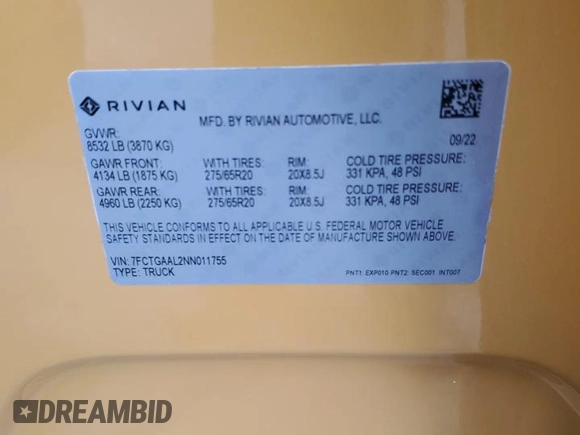 RIVIAN
MFD. BY RIVIAN AUTOMOTIVE, LLC.
GVWR:
8532 LB (3870 KG)
09/22
GAWR FRONT: WITH TIRES: RIM: COLD TIRE PRESSURE:
4134 LB (1875 KG) 275/65R20 20X8.5J 331 KPA, 48 PSI
GAWR REAR: WITH TIRES: RIM: COLD TIRE PRESSURE:
4960 LB (2250 KG) 275/65R20 20X8.5J 331 KPA, 48 PSI
THIS VEHICLE CONFORMS TO ALL APPLICABLE U.S. FEDERAL MOTOR VEHICLE
SAFETY STANDARDS IN EFFECT ON THE DATE OF MANUFACTURE SHOWN ABOVE.
VIN: 7FCTGAAL2NN011755
TYPE: TRUCK
PNT1: EXP010 PNT2: SEC001 INT007
DREAMBID